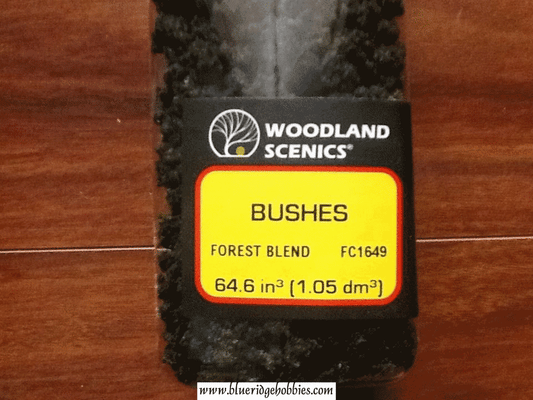 WOODLAND
SCENICS®
BUSHES
FOREST BLEND FC1649
64.6 in³ (1.05 dm³)
www.blueridgehobbies.com